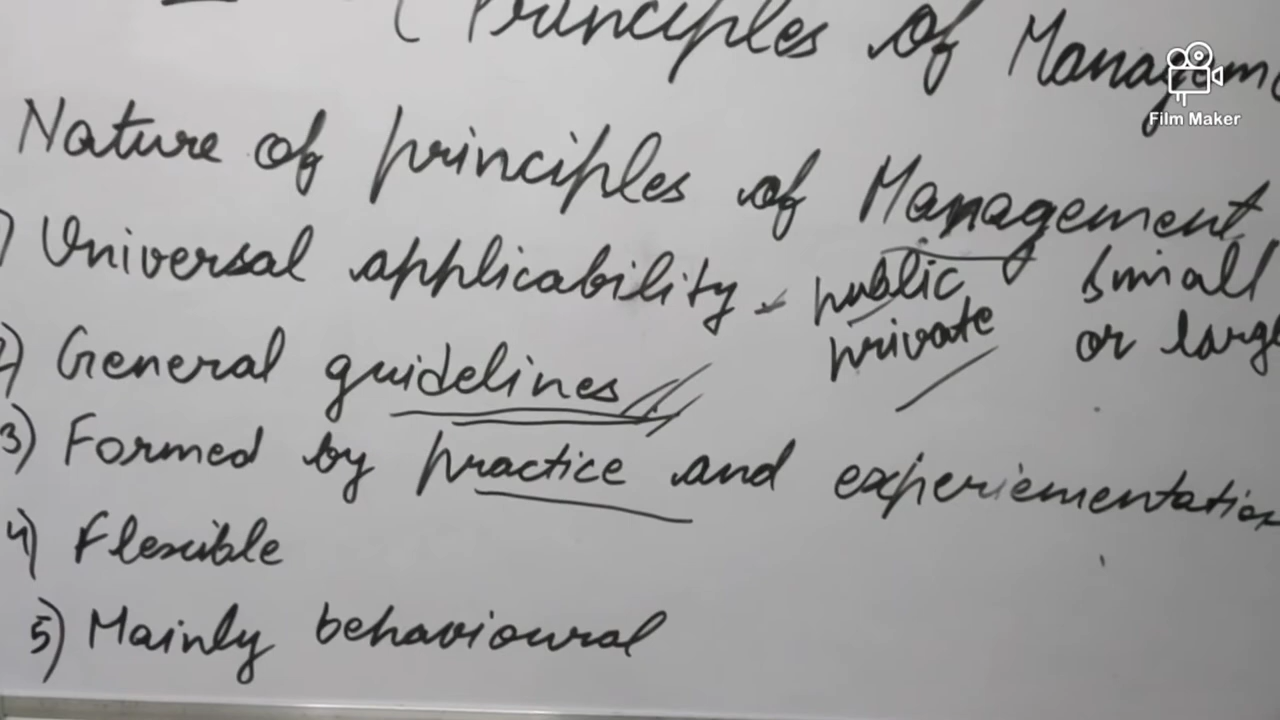 ( Principles of Managem
Film Maker
Nature of principles of Management
) Universal applicability - public small
private or large
2) General guidelines
3) Formed by practice and experiementation
4) Flexible
5) Mainly behavioural